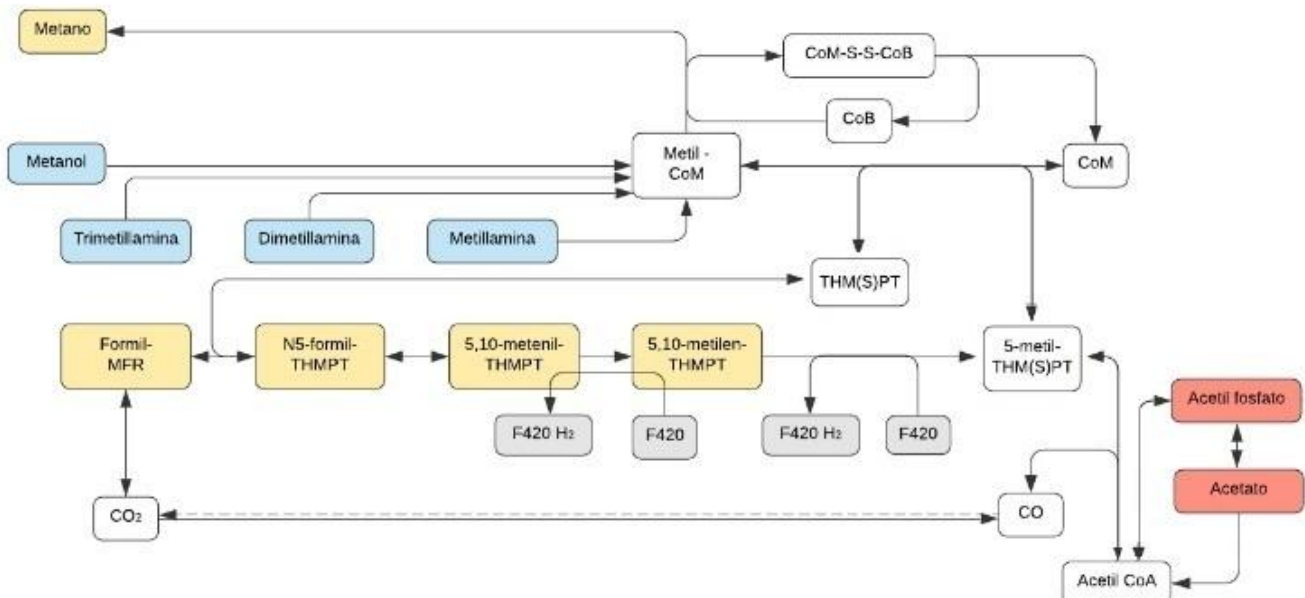 Metano
CoM-S-S-CoB
CoB
Metanol
Metil -
CoM
CoM
Trimetillamina
Dimetillamina
Metillamina
THM(S)PT
Formil-
MFR
N5-formil-
THMPT
5,10-metenil-
THMPT
5,10-metilen-
THMPT
5-metil-
THM(S)PT
F420 H2
F420
F420 H2
F420
Acetil fosfato
Acetato
CO2
CO
Acetil CoA